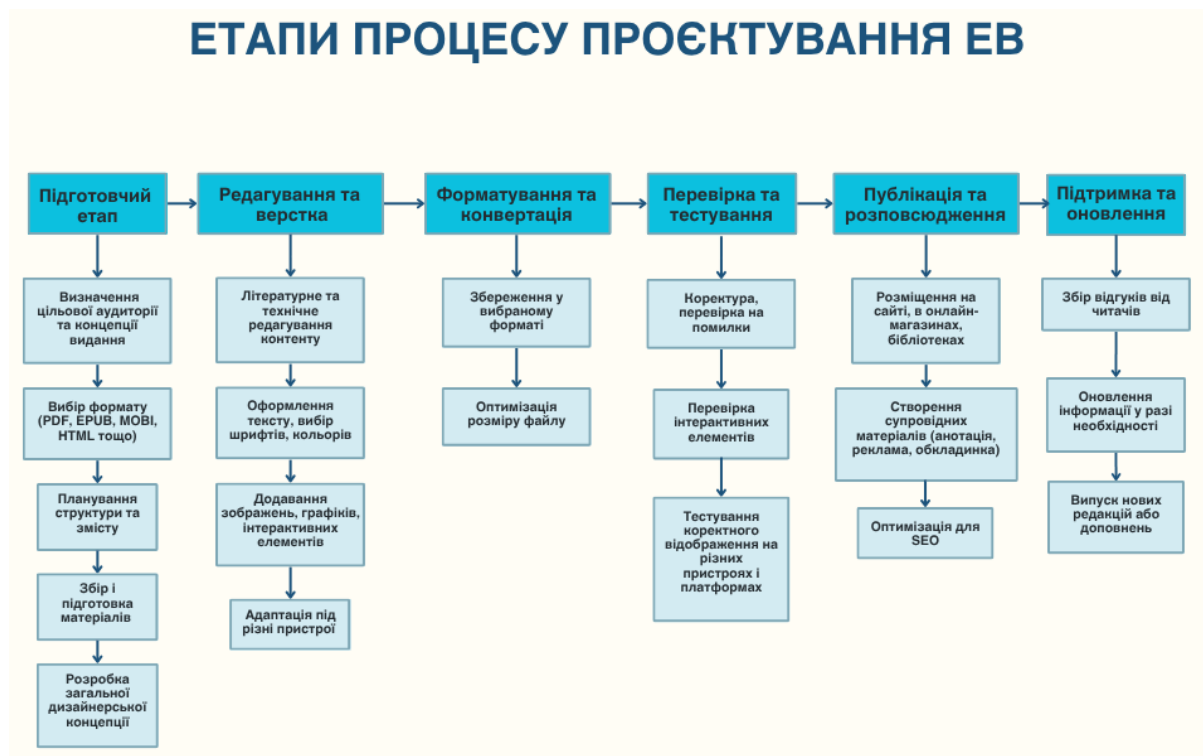 ЕТАПИ ПРОЦЕСУ ПРОЄКТУВАННЯ ЕВ
Підготовчий
етап
Визначення
цільової аудиторії
та концепції
видання
Вибір формату
(PDF, EPUB, MOBI,
HTML тощо)
Планування
структури та
змісту
Збір і
підготовка
матеріалів
Розробка
загальної
дизайнерської
концепції
Редагування та
верстка
Літературне та
технічне
редагування
контенту
Оформлення
тексту, вибір
шрифтів, кольорів
Додавання
зображень, графіків,
інтерактивних
елементів
Адаптація під
різні пристрої
Форматування та
конвертація
Збереження у
вибраному
форматі
Оптимізація
розміру файлу
Перевірка та
тестування
Коректура,
перевірка на
помилки
Перевірка
інтерактивних
елементів
Тестування
коректного
відображення на
різних
пристроях і
платформах
Публікація та
розповсюдження
Розміщення на
сайті, в онлайн-
магазинах,
бібліотеках
Створення
супровідних
матеріалів (анотація,
реклама, обкладинка)
Оптимізація для
SEO
Підтримка та
оновлення
Збір відгуків від
читачів
Оновлення
інформації у разі
необхідності
Випуск нових
редакцій або
доповнень